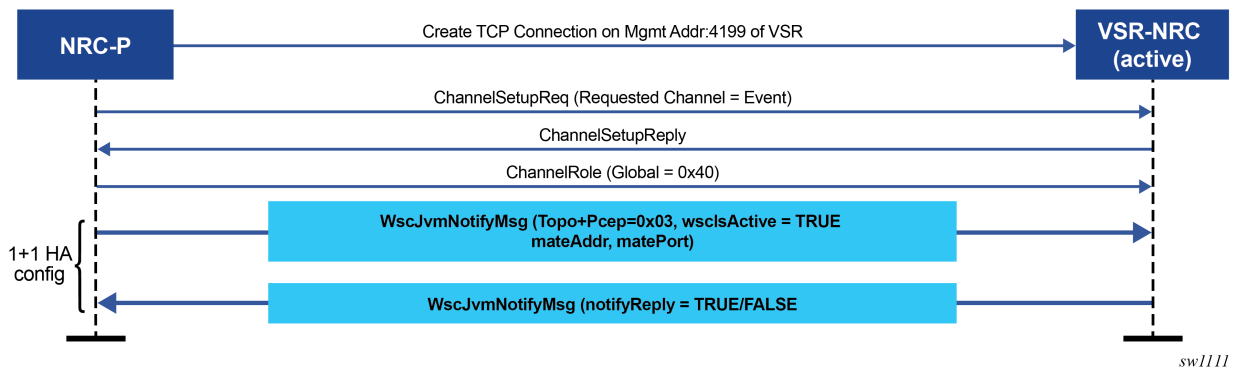 NRC-P
Create TCP Connection on Mgmt Addr:4199 of VSR
VSR-NRC
(active)
ChannelSetupReq (Requested Channel = Event)
ChannelSetupReply
ChannelRole (Global = 0x40)
WscJvmNotifyMsg (Topo+Pcep=0x03, wscIsActive = TRUE
mateAddr, matePort)
1+1 HA
config
WscJvmNotifyMsg (notifyReply = TRUE/FALSE
sw1111